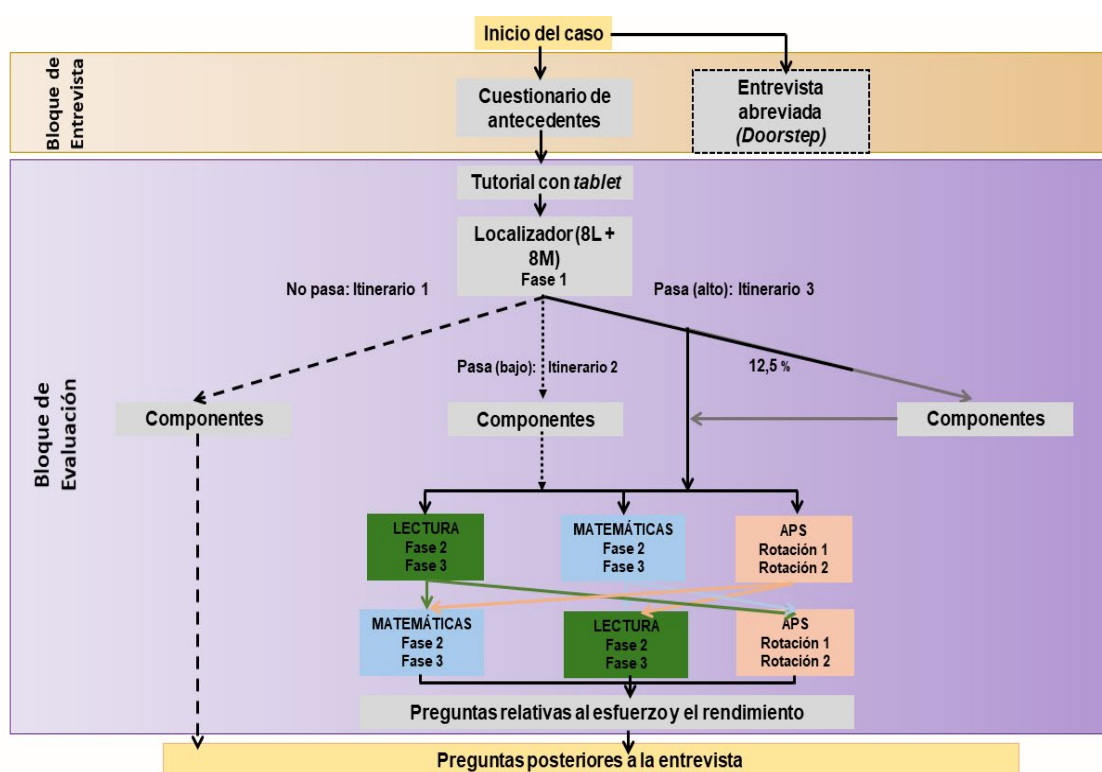 Inicio del caso
Bloque de
Entrevista
Cuestionario de
antecedentes
Entrevista
abreviada
(Doorstep)
Bloque de
Evaluación
Tutorial con tablet
Localizador (8L +
8M)
Fase 1
No pasa: Itinerario 1
Pasa (alto): Itinerario 3
Pasa (bajo): Itinerario 2
12,5 %
Componentes
Componentes
Componentes
LECTURA
Fase 2
Fase 3
MATEMÁTICAS
Fase 2
Fase 3
APS
Rotación 1
Rotación 2
MATEMÁTICAS
Fase 2
Fase 3
LECTURA
Fase 2
Fase 3
APS
Rotación 1
Rotación 2
Preguntas relativas al esfuerzo y el rendimiento
Preguntas posteriores a la entrevista